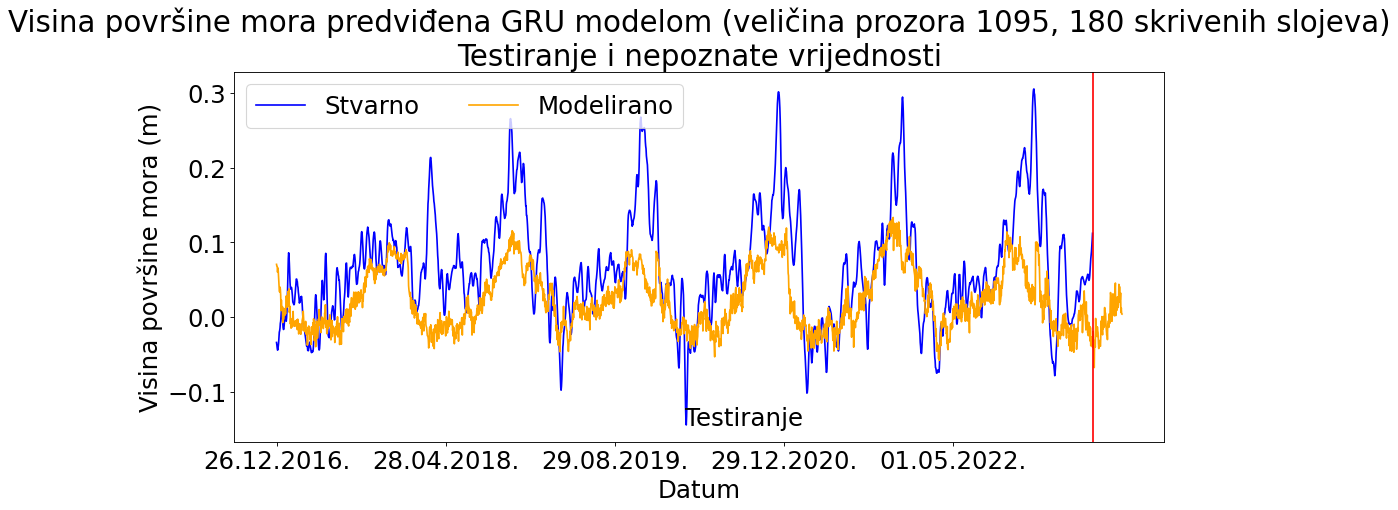 Visina površine mora predviđena GRU modelom (veličina prozora 1095, 180 skrivenih slojeva)
Testiranje i nepoznate vrijednosti
Stvarno Modelirano
Visina površine mora (m)
0.3
0.2
0.1
0.0
−0.1
Testiranje
26.12.2016. 28.04.2018. 29.08.2019. 29.12.2020. 01.05.2022.
Datum